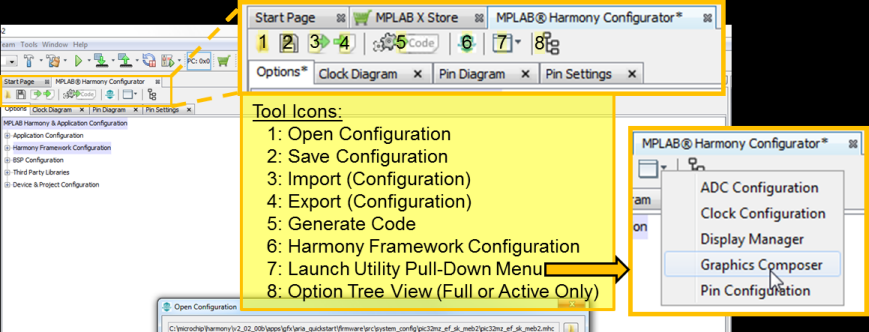 s2
eam Tools Window Help
PC: 0x0
Start Page MPLAB® Harmony Configurator
Code
Options Clock Diagram × Pin Diagram × Pin Settings ×
MPLAB Harmony & Application Configuration
Application Configuration
Harmony Framework Configuration
BSP Configuration
Third Party Libraries
Device & Project Configuration
Start Page MPLAB X Store MPLAB® Harmony Configurator*
1 2 3 4 5 Code 6 7 8
Options* Clock Diagram × Pin Diagram × Pin Settings ×
Tool Icons:
1: Open Configuration
2: Save Configuration
3: Import (Configuration)
4: Export (Configuration)
5: Generate Code
6: Harmony Framework Configuration
7: Launch Utility Pull-Down Menu
8: Option Tree View (Full or Active Only)
MPLAB® Harmony Configurator*
ram
on
ADC Configuration
Clock Configuration
Display Manager
Graphics Composer
Pin Configuration
Open Configuration
C:\microchip\harmony\v2_02_00b\apps\gfx\aria_quickstart\firmware\src\system_config\pic32mz_ef_sk_meb2\pic32mz_ef_sk_meb2.mhc